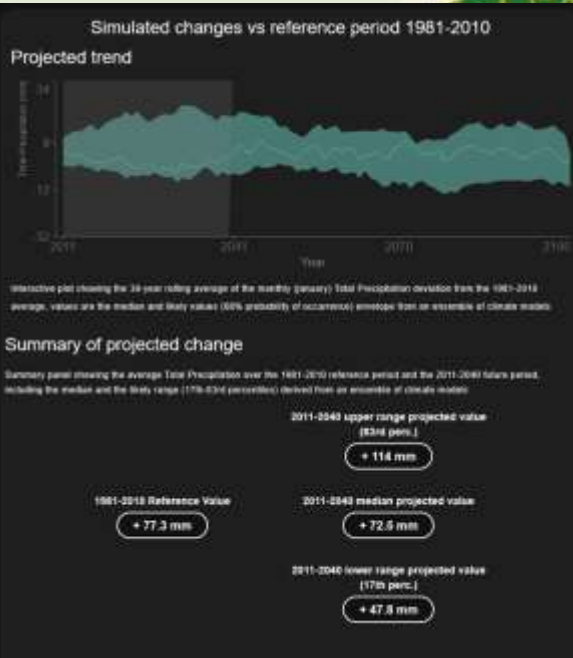 Simulated changes vs reference period 1981-2010
Projected trend
Total Precipitation (mm)
2011
2041
2070
2100
Year
Interactive plot showing the 30-year rolling average of the monthly (January) Total Precipitation deviation from the 1981-2010
average, values are the median and likely values (66% probability of occurrence) envelope from an ensemble of climate models
Summary of projected change
Summary panel showing the average Total Precipitation over the 1981-2010 reference period and the 2011-2040 future period,
including the median and the likely range (17th-83rd percentiles) derived from an ensemble of climate models
2011-2040 upper range projected value
(83rd perc.)
+ 114 mm
1981-2010 Reference Value
+ 77.3 mm
2011-2040 median projected value
+ 72.5 mm
2011-2040 lower range projected value
(17th perc.)
+ 47.8 mm